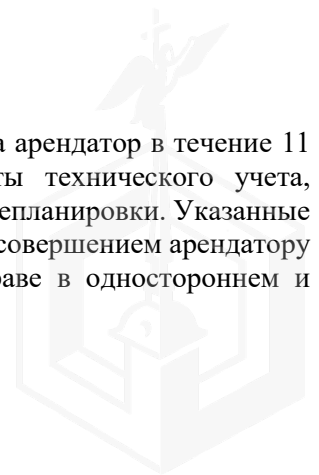 а арендатор в течение 11
ты технического учета,
епланировки. Указанные
совершением арендатору
раве в одностороннем и